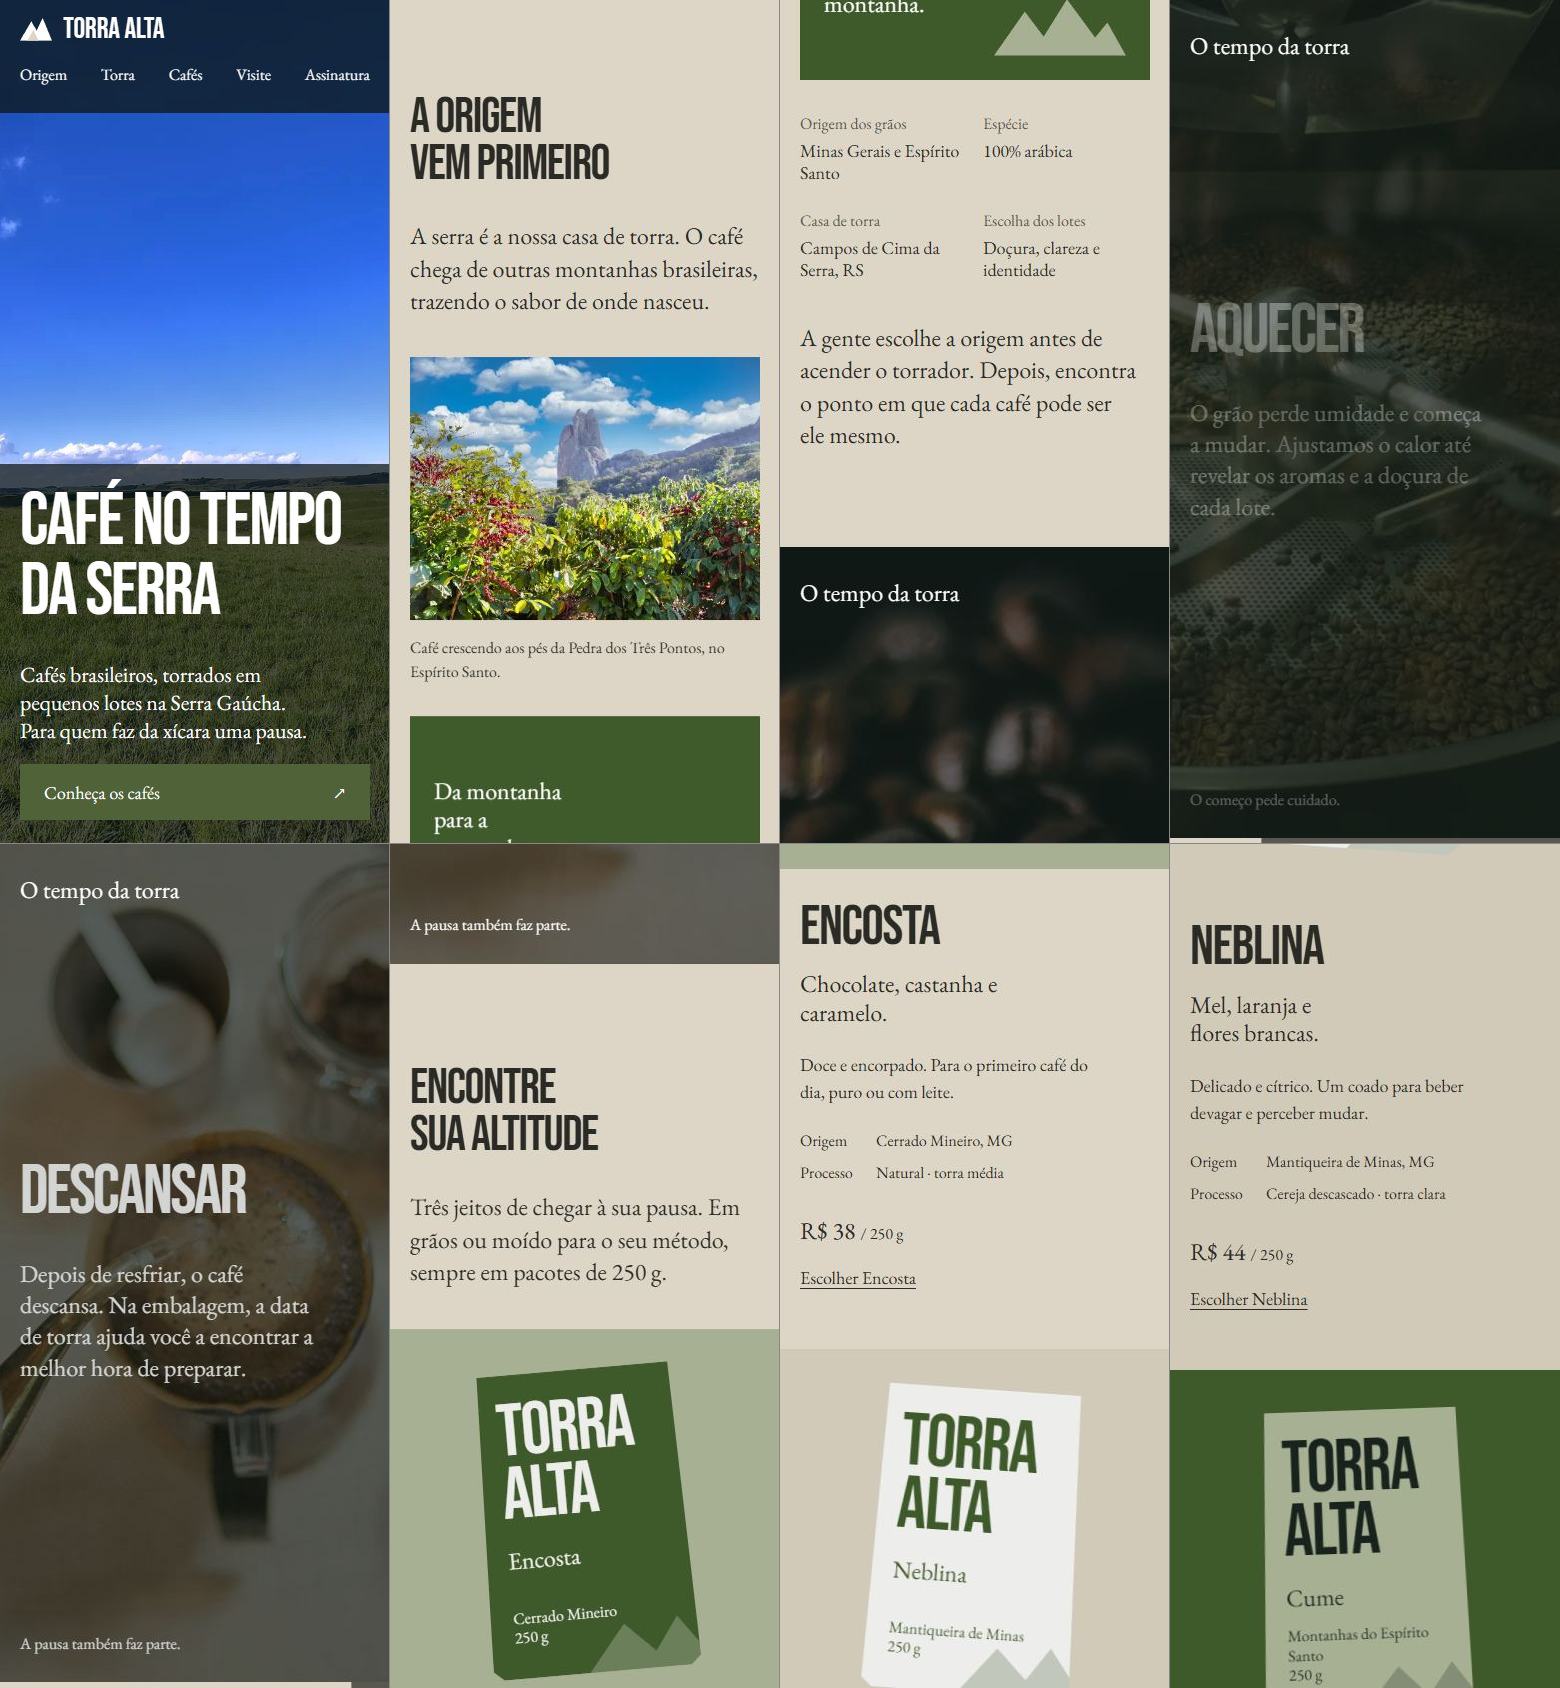 TORRA ALTA
Origem Torra Cafés Visite Assinatura
CAFÉ NO TEMPO
DA SERRA
Cafés brasileiros, torrados em
pequenos lotes na Serra Gaúcha.
Para quem faz da xícara uma pausa.
Conheça os cafés ↗
A ORIGEM
VEM PRIMEIRO
A serra é a nossa casa de torra. O café
chega de outras montanhas brasileiras,
trazendo o sabor de onde nasceu.
Café crescendo aos pés da Pedra dos Três Pontos, no
Espírito Santo.
Da montanha
para a
montanha.
Origem dos grãos
Minas Gerais e Espírito
Santo
Espécie
100% arábica
Casa de torra
Campos de Cima da
Serra, RS
Escolha dos lotes
Doçura, clareza e
identidade
A gente escolhe a origem antes de
acender o torrador. Depois, encontra
o ponto em que cada café pode ser
ele mesmo.
O tempo da torra
O tempo da torra
AQUECER
O grão perde umidade e começa
a mudar. Ajustamos o calor até
revelar os aromas e a doçura de
cada lote.
O começo pede cuidado.
O tempo da torra
DESCANSAR
Depois de resfriar, o café
descansa. Na embalagem, a data
de torra ajuda você a encontrar a
melhor hora de preparar.
A pausa também faz parte.
A pausa também faz parte.
ENCONTRE
SUA ALTITUDE
Três jeitos de chegar à sua pausa. Em
grãos ou moído para o seu método,
sempre em pacotes de 250 g.
TORRA
ALTA
Encosta
Cerrado Mineiro
250 g
ENCOSTA
Chocolate, castanha e
caramelo.
Doce e encorpado. Para o primeiro café do
dia, puro ou com leite.
Origem Cerrado Mineiro, MG
Processo Natural · torra média
R$ 38 / 250 g
Escolher Encosta
TORRA
ALTA
Neblina
Mantiqueira de Minas
250 g
NEBLINA
Mel, laranja e
flores brancas.
Delicado e cítrico. Um coado para beber
devagar e perceber mudar.
Origem Mantiqueira de Minas, MG
Processo Cereja descascado · torra clara
R$ 44 / 250 g
Escolher Neblina
TORRA
ALTA
Cume
Montanhas do Espírito
Santo
250 g